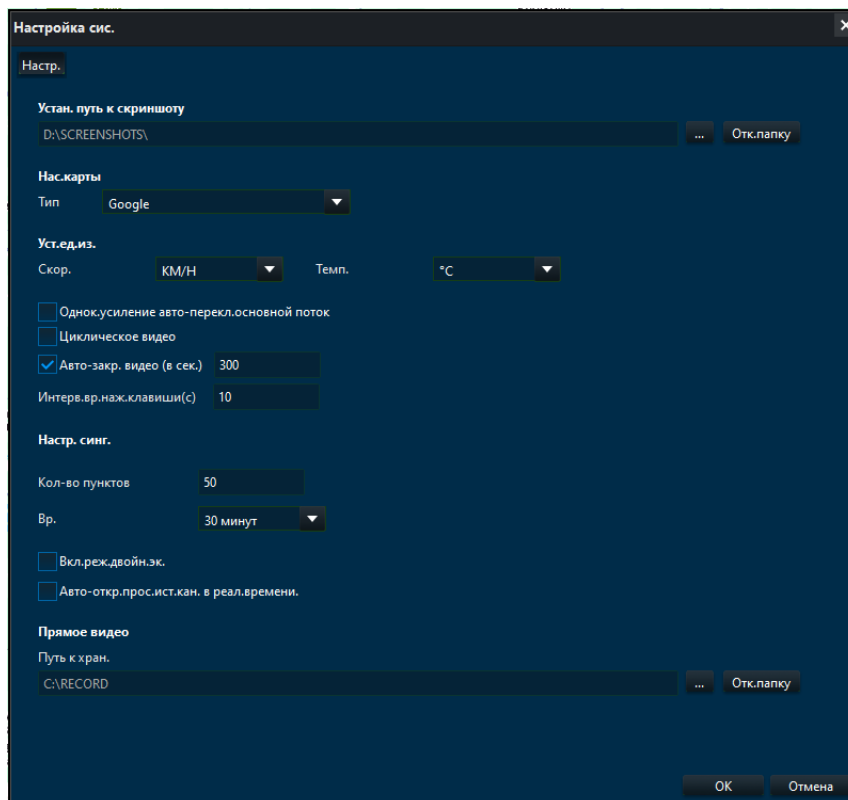 Настройка сис.
Настр.
Устан. путь к скриншоту
D:\SCREENSHOTS\ ... Отк.папку
Нас.карты
Тип Google
Уст.ед.из.
Скор. КМ/Н Темп. °C
Однок.усиление авто-перекл.основной поток
Циклическое видео
Авто-закр. видео (в сек.) 300
Интерв.вр.наж.клавиши(с) 10
Настр. синг.
Кол-во пунктов 50
Вр. 30 минут
Вкл.реж.двойн.эк.
Авто-откр.прос.ист.кан. в реал.времени.
Прямое видео
Путь к хран.
C:\RECORD ... Отк.папку
ОК Отмена